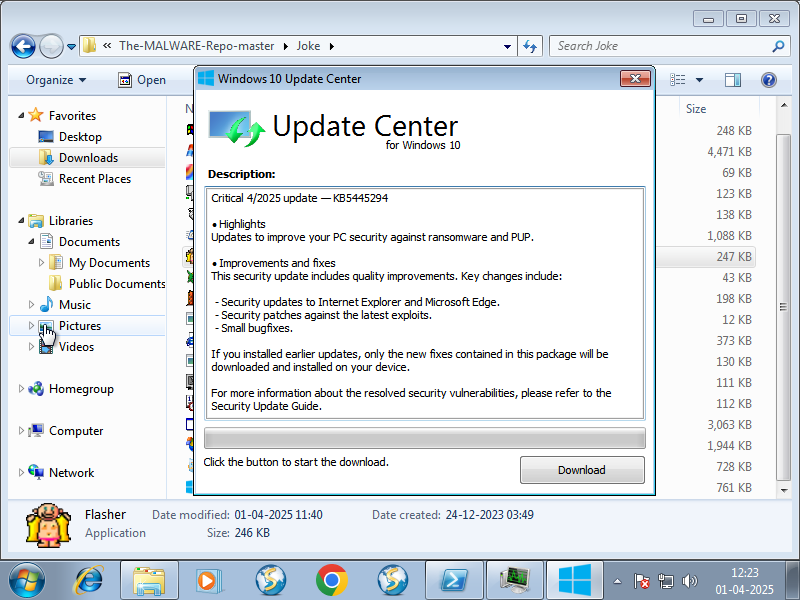 « The-MALWARE-Repo-master ▸ Joke ▸
Search Joke
Organize
Open
Favorites
Desktop
Downloads
Recent Places
Libraries
Documents
My Documents
Public Documents
Music
Pictures
Videos
Homegroup
Computer
Network
N
Windows 10 Update Center
Update Center
for Windows 10
Description:
Critical 4/2025 update — KB5445294
• Highlights
Updates to improve your PC security against ransomware and PUP.
• Improvements and fixes
This security update includes quality improvements. Key changes include:
- Security updates to Internet Explorer and Microsoft Edge.
- Security patches against the latest exploits.
- Small bugfixes.
If you installed earlier updates, only the new fixes contained in this package will be
downloaded and installed on your device.
For more information about the resolved security vulnerabilities, please refer to the
Security Update Guide.
Click the button to start the download.
Download
Size
248 KB
4,471 KB
69 KB
123 KB
138 KB
1,088 KB
247 KB
43 KB
198 KB
12 KB
373 KB
130 KB
111 KB
112 KB
3,063 KB
1,944 KB
728 KB
761 KB
Flasher Date modified: 01-04-2025 11:40 Date created: 24-12-2023 03:49
Application Size: 246 KB
12:23
01-04-2025